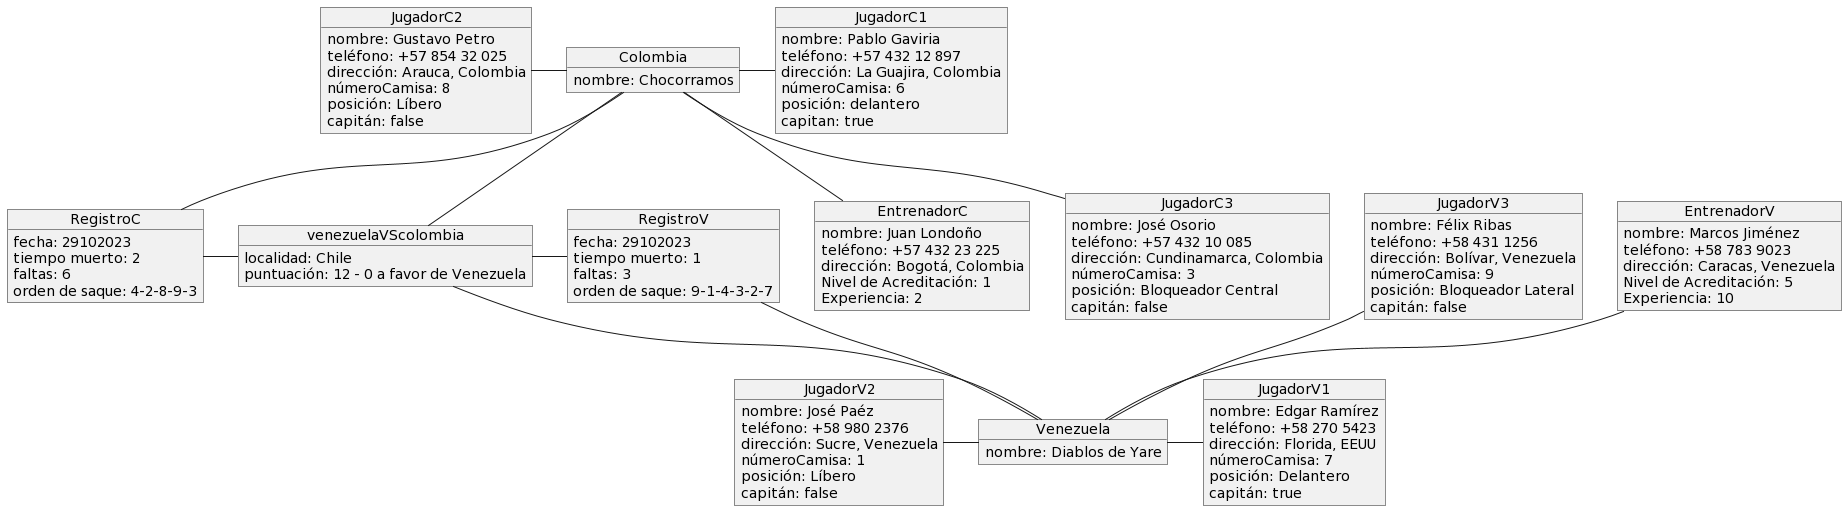 JugadorC2
nombre: Gustavo Petro
teléfono: +57 854 32 025
dirección: Arauca, Colombia
númeroCamisa: 8
posición: Líbero
capitán: false
Colombia
nombre: Chocorramos
JugadorC1
nombre: Pablo Gaviria
teléfono: +57 432 12 897
dirección: La Guajira, Colombia
númeroCamisa: 6
posición: delantero
capitan: true
RegistroC
fecha: 29102023
tiempo muerto: 2
faltas: 6
orden de saque: 4-2-8-9-3
venezuelaVScolombia
localidad: Chile
puntuación: 12 - 0 a favor de Venezuela
RegistroV
fecha: 29102023
tiempo muerto: 1
faltas: 3
orden de saque: 9-1-4-3-2-7
EntrenadorC
nombre: Juan Londoño
teléfono: +57 432 23 225
dirección: Bogotá, Colombia
Nivel de Acreditación: 1
Experiencia: 2
JugadorC3
nombre: José Osorio
teléfono: +57 432 10 085
dirección: Cundinamarca, Colombia
númeroCamisa: 3
posición: Bloqueador Central
capitán: false
JugadorV3
nombre: Félix Ribas
teléfono: +58 431 1256
dirección: Bolívar, Venezuela
númeroCamisa: 9
posición: Bloqueador Lateral
capitán: false
EntrenadorV
nombre: Marcos Jiménez
teléfono: +58 783 9023
dirección: Caracas, Venezuela
Nivel de Acreditación: 5
Experiencia: 10
JugadorV2
nombre: José Paéz
teléfono: +58 980 2376
dirección: Sucre, Venezuela
númeroCamisa: 1
posición: Líbero
capitán: false
Venezuela
nombre: Diablos de Yare
JugadorV1
nombre: Edgar Ramírez
teléfono: +58 270 5423
dirección: Florida, EEUU
númeroCamisa: 7
posición: Delantero
capitán: true